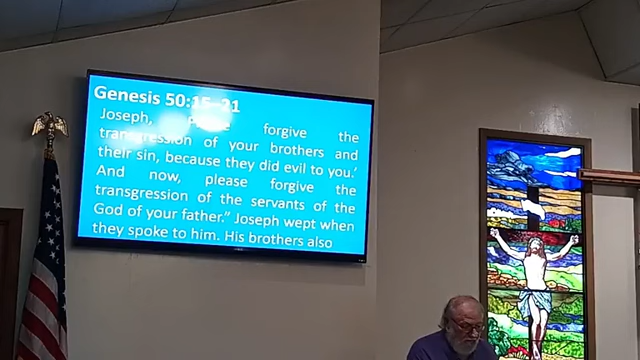 Genesis 50:15-21
Joseph, please forgive the
transgression of your brothers and
their sin, because they did evil to you.’
And now, please forgive the
transgression of the servants of the
God of your father.” Joseph wept when
they spoke to him. His brothers also